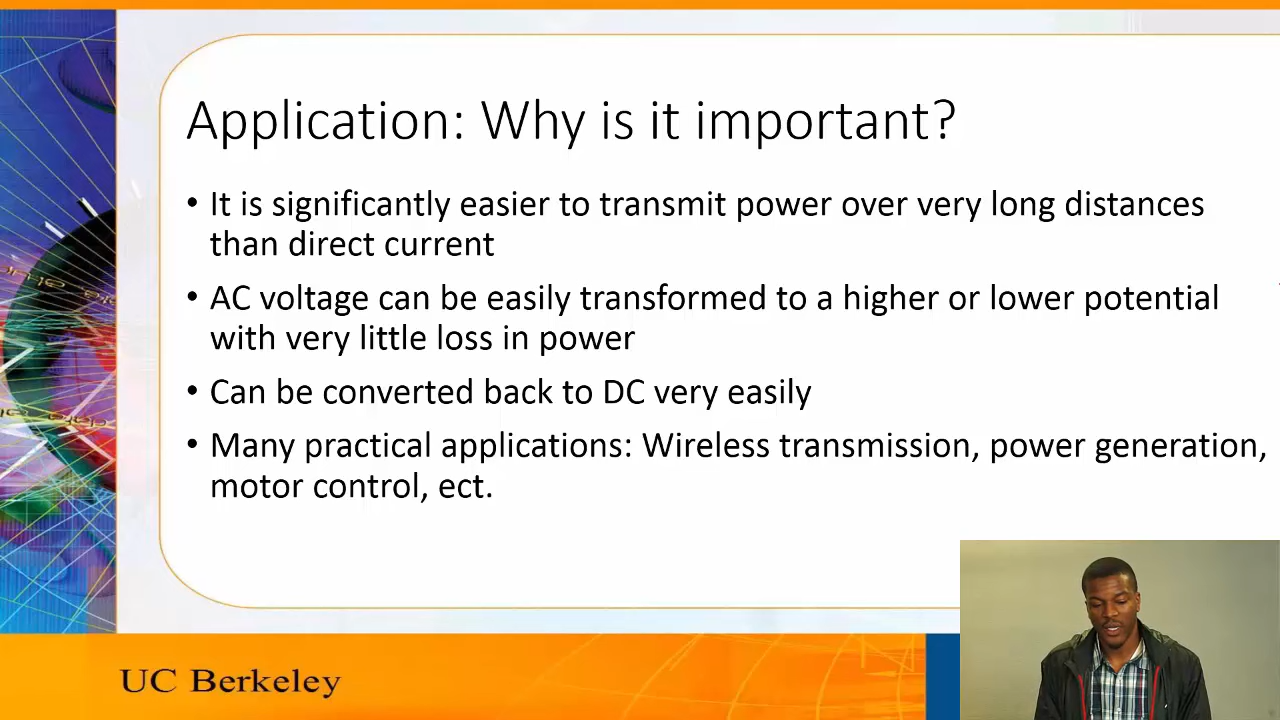 Application: Why is it important?
• It is significantly easier to transmit power over very long distances
than direct current
• AC voltage can be easily transformed to a higher or lower potential
with very little loss in power
• Can be converted back to DC very easily
• Many practical applications: Wireless transmission, power generation,
motor control, ect.
UC Berkeley